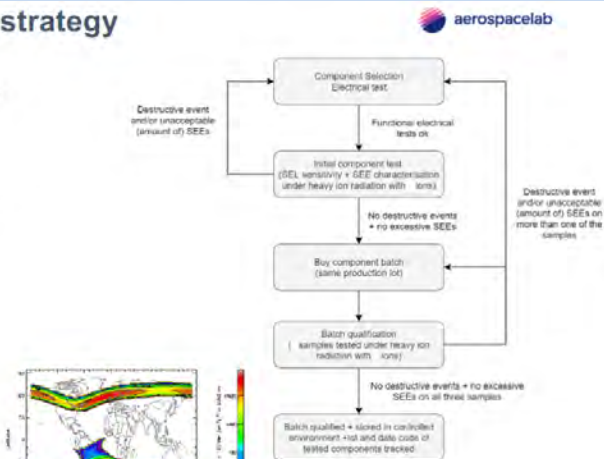 strategy
aerospacelab
Component Selection
Electrical test
Destructive event
and/or unacceptable
(amount of) SEEs
Functional electrical
tests ok
Initial component test
(SEL sensitivity + SEE characterisation
under heavy ion radiation with ions)
No destructive events
+ no excessive SEEs
Destructive event
and/or unacceptable
(amount of) SEEs on
more than one of the
samples
Buy component batch
(same production lot)
Batch qualification
( samples tested under heavy ion
radiation with ions)
No destructive events + no excessive
SEEs on all three samples
Batch qualified + stored in controlled
environment +lot and date code of
tested components tracked